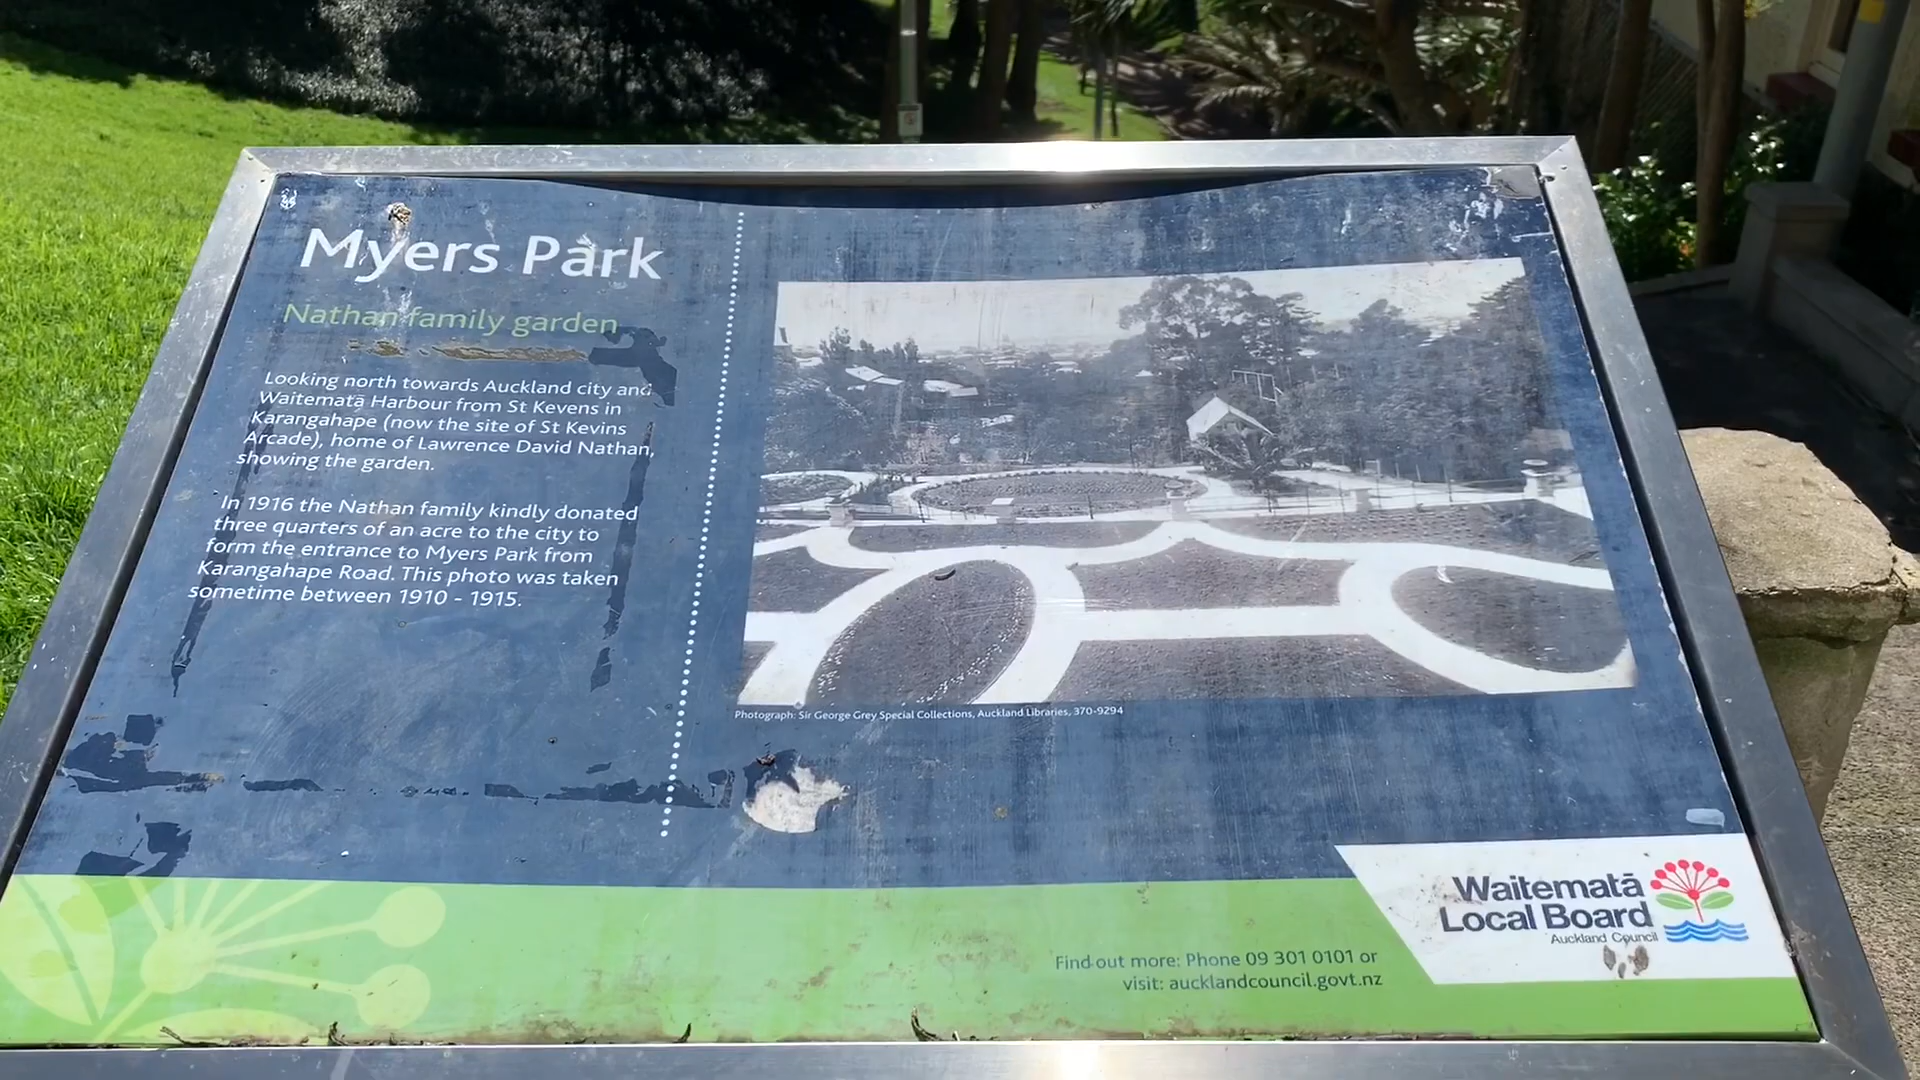 Myers Park
Nathan family garden
Looking north towards Auckland city and
Waitematā Harbour from St Kevens in
Karangahape (now the site of St Kevins
Arcade), home of Lawrence David Nathan,
showing the garden.
In 1916 the Nathan family kindly donated
three quarters of an acre to the city to
form the entrance to Myers Park from
Karangahape Road. This photo was taken
sometime between 1910 - 1915.
Photograph: Sir George Grey Special Collections, Auckland Libraries, 370-9294
Find out more: Phone 09 301 0101 or
visit: aucklandcouncil.govt.nz
Waitematā
Local Board
Auckland Council